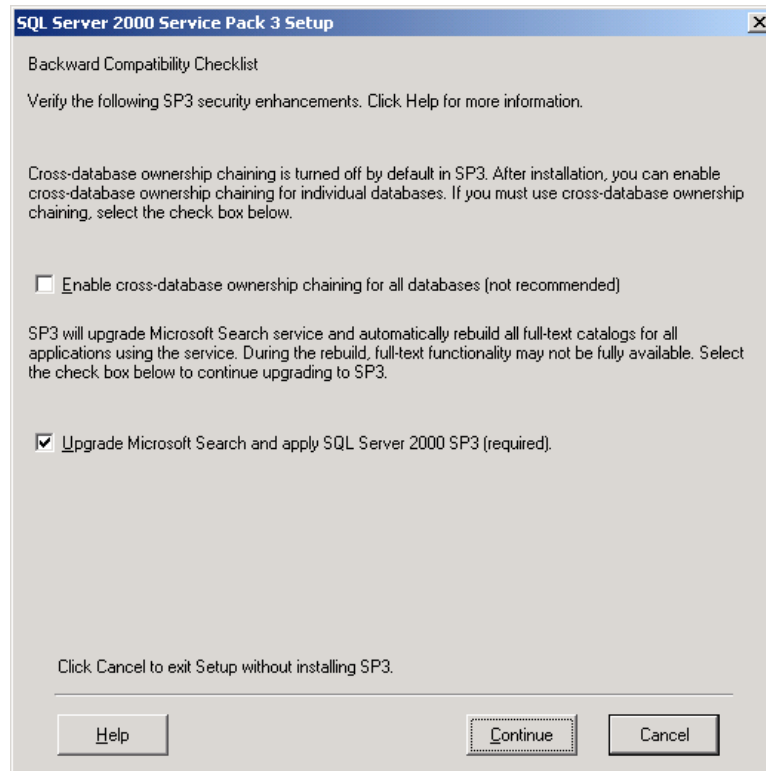 SQL Server 2000 Service Pack 3 Setup
Backward Compatibility Checklist
Verify the following SP3 security enhancements. Click Help for more information.
Cross-database ownership chaining is turned off by default in SP3. After installation, you can enable
cross-database ownership chaining for individual databases. If you must use cross-database ownership
chaining, select the check box below.
Enable cross-database ownership chaining for all databases (not recommended)
SP3 will upgrade Microsoft Search service and automatically rebuild all full-text catalogs for all
applications using the service. During the rebuild, full-text functionality may not be fully available. Select
the check box below to continue upgrading to SP3.
Upgrade Microsoft Search and apply SQL Server 2000 SP3 (required).
Click Cancel to exit Setup without installing SP3.
Help
Continue
Cancel